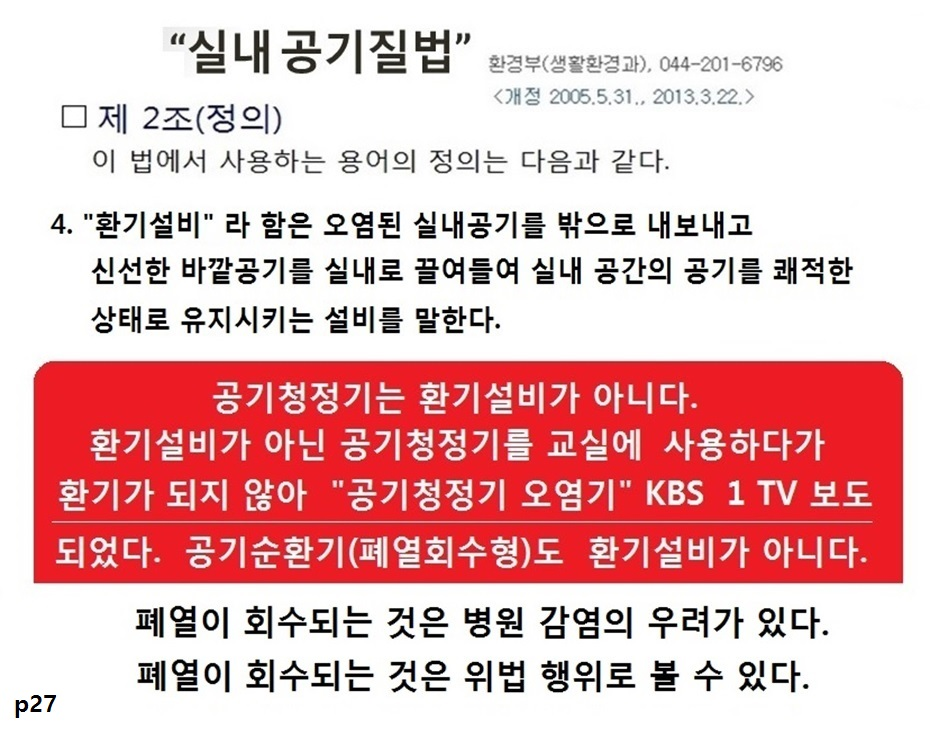 “실내 공기질법”
환경부(생활환경과), 044-201-6796
<개정 2005.5.31., 2013.3.22.>
□ 제 2조(정의)
이 법에서 사용하는 용어의 정의는 다음과 같다.
4. "환기설비" 라 함은 오염된 실내공기를 밖으로 내보내고
신선한 바깥공기를 실내로 끌여들여 실내 공간의 공기를 쾌적한
상태로 유지시키는 설비를 말한다.
공기청정기는 환기설비가 아니다.
환기설비가 아닌 공기청정기를 교실에 사용하다가
환기가 되지 않아 "공기청정기 오염기" KBS 1 TV 보도
되었다. 공기순환기(폐열회수형)도 환기설비가 아니다.
폐열이 회수되는 것은 병원 감염의 우려가 있다.
폐열이 회수되는 것은 위법 행위로 볼 수 있다.
p27